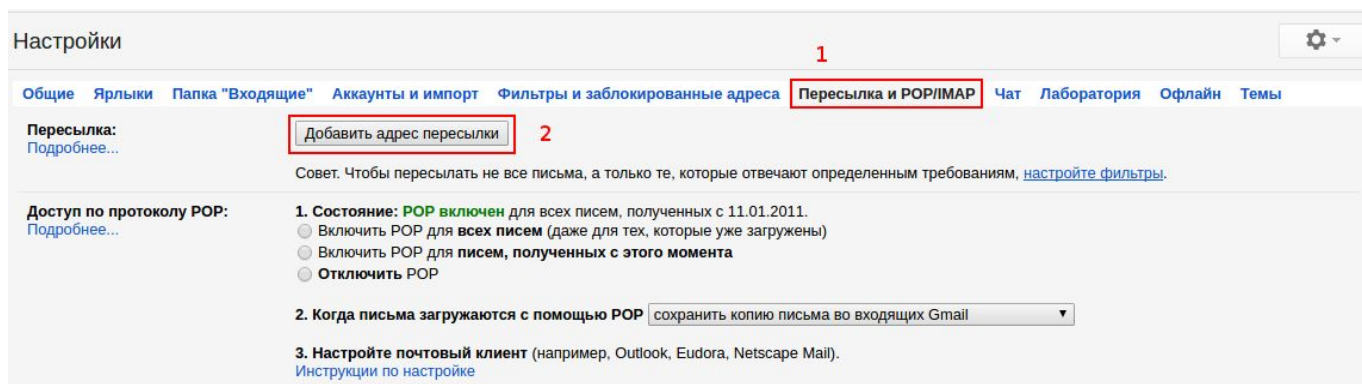 Настройки
1
Общие Ярлыки Папка "Входящие" Аккаунты и импорт Фильтры и заблокированные адреса Пересылка и POP/IMAP Чат Лаборатория Офлайн Темы
Пересылка:
Подробнее...
Добавить адрес пересылки 2
Совет. Чтобы пересылать не все письма, а только те, которые отвечают определенным требованиям, настройте фильтры.
Доступ по протоколу POP:
Подробнее...
1. Состояние: POP включен для всех писем, полученных с 11.01.2011.
Включить POP для всех писем (даже для тех, которые уже загружены)
Включить POP для писем, полученных с этого момента
Отключить POP
2. Когда письма загружаются с помощью POP сохранить копию письма во входящих Gmail
3. Настройте почтовый клиент (например, Outlook, Eudora, Netscape Mail).
Инструкции по настройке